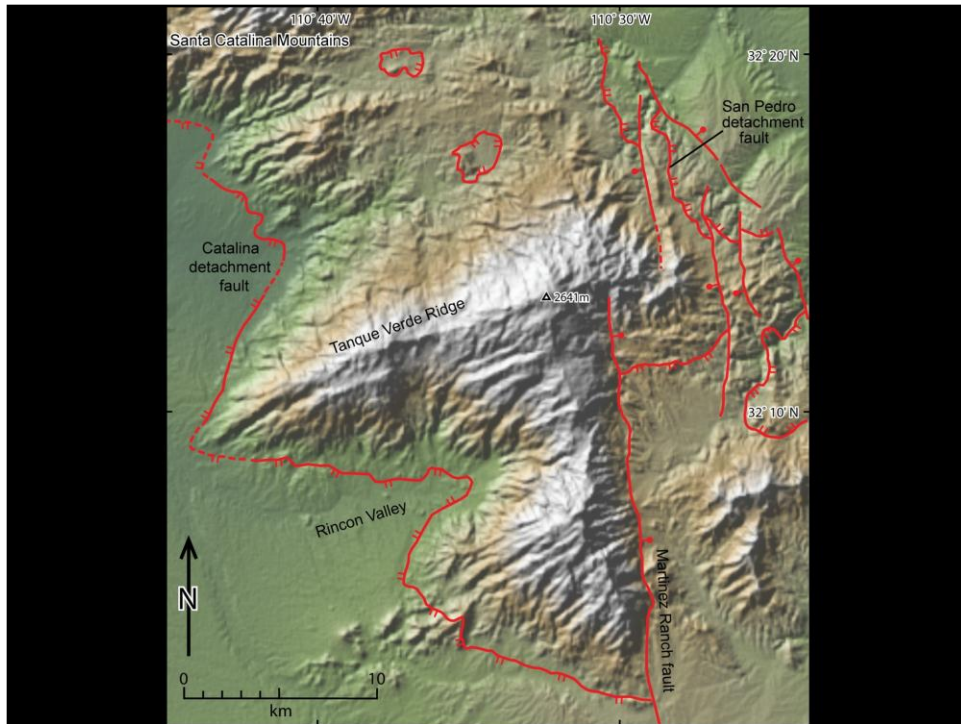 110° 40' W
110° 30' W
Santa Catalina Mountains
32° 20' N
San Pedro
detachment
fault
Catalina
detachment
fault
2641m
Tanque Verde Ridge
32° 10' N
Rincon Valley
N
Martinez Ranch fault
0
10
km